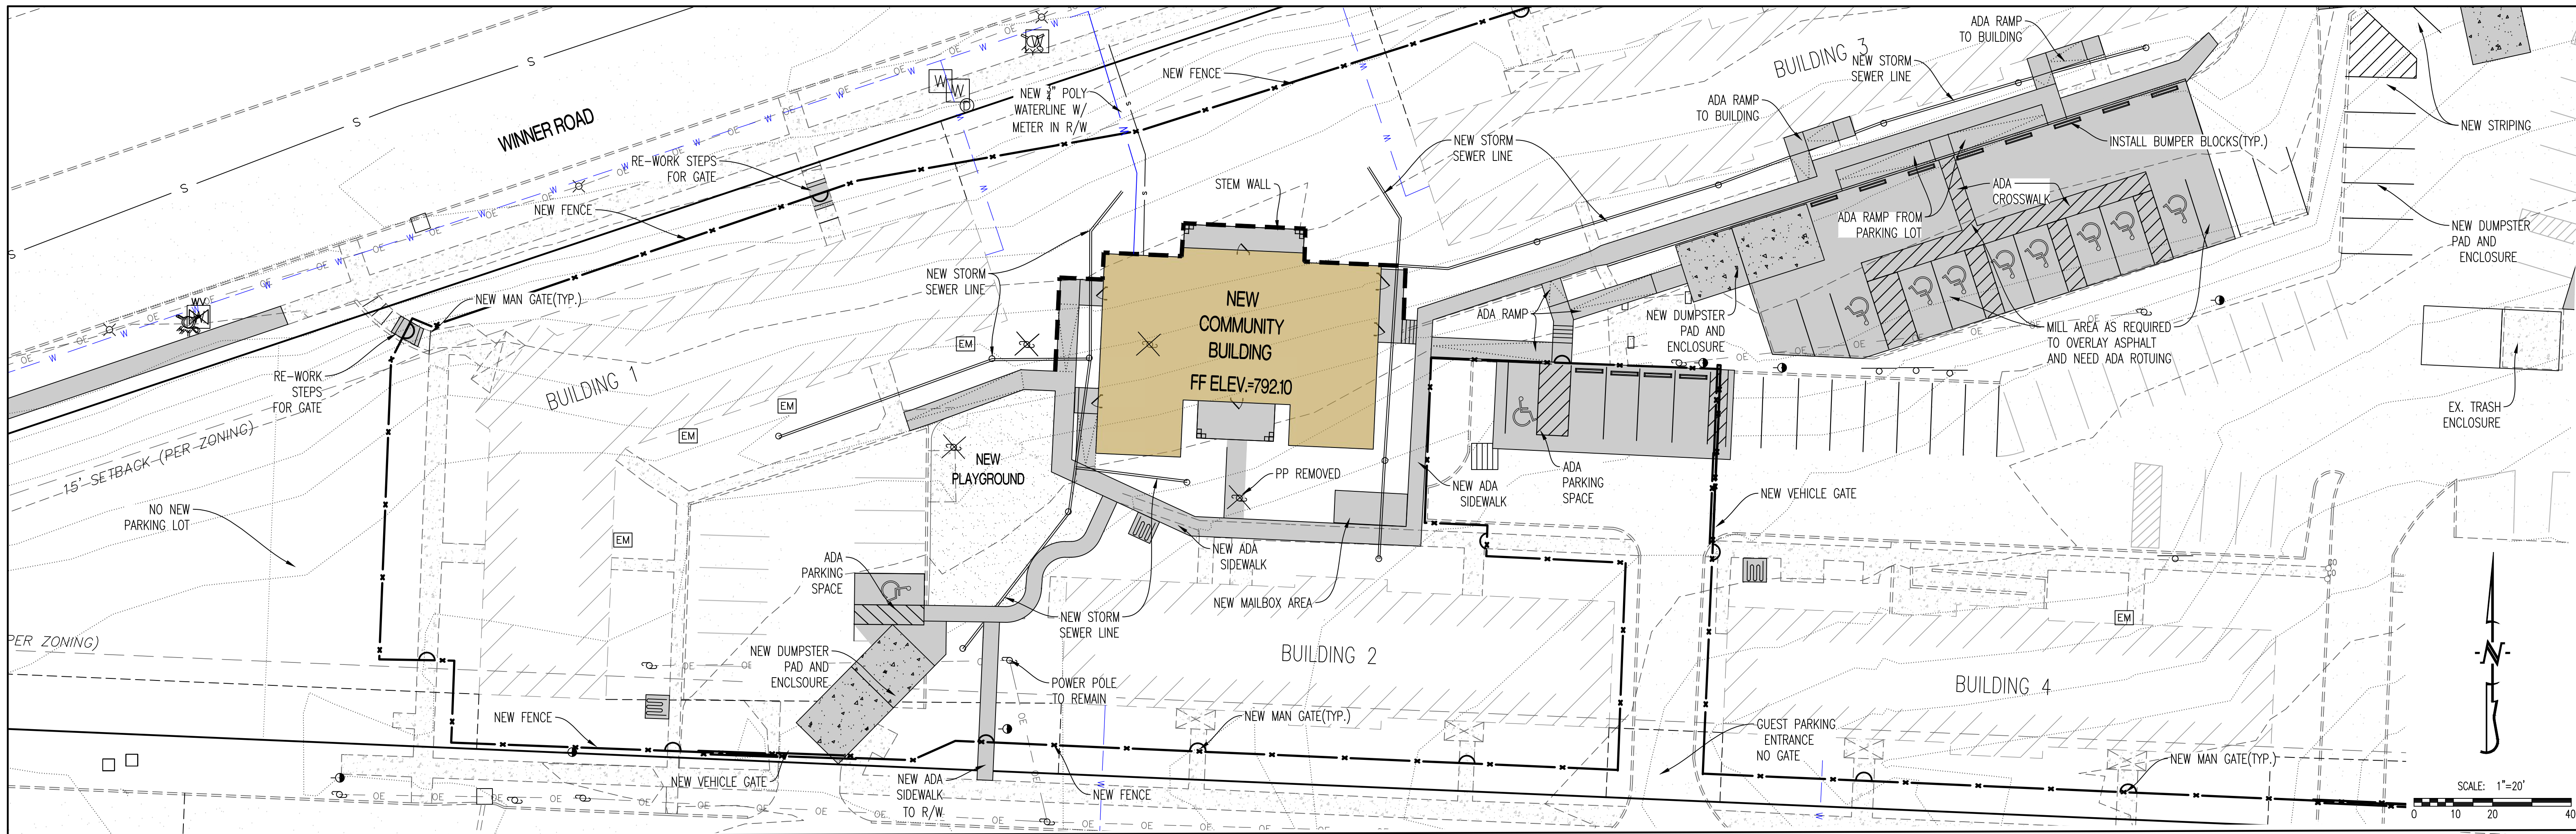 WINNER ROAD
RE-WORK STEPS
FOR GATE
NEW FENCE
NEW MAN GATE(TYP.)
RE-WORK
STEPS
FOR GATE
15' SETBACK (PER ZONING)
NO NEW
PARKING LOT
PER ZONING)
BUILDING 1
NEW FENCE
NEW VEHICLE GATE
NEW DUMPSTER
PAD AND
ENCLSOURE
ADA
PARKING
SPACE
NEW
PLAYGROUND
NEW STORM
SEWER LINE
NEW FENCE
STEM WALL
NEW
COMMUNITY
BUILDING
FF ELEV.=792.10
PP REMOVED
NEW ADA
SIDEWALK
NEW MAILBOX AREA
NEW STORM
SEWER LINE
POWER POLE
TO REMAIN
NEW ADA
SIDEWALK
TO R/W
NEW FENCE
NEW MAN GATE(TYP.)
BUILDING 2
NEW STORM
SEWER LINE
BUILDING 3
ADA RAMP
TO BUILDING
NEW STORM
SEWER LINE
ADA RAMP
TO BUILDING
INSTALL BUMPER BLOCKS(TYP.)
ADA
CROSSWALK
ADA RAMP FROM
PARKING LOT
ADA RAMP
NEW DUMPSTER
PAD AND
ENCLOSURE
MILL AREA AS REQUIRED
TO OVERLAY ASPHALT
AND NEED ADA ROTUING
NEW STRIPING
NEW DUMPSTER
PAD AND
ENCLOSURE
EX. TRASH
ENCLOSURE
NEW ADA
SIDEWALK
ADA
PARKING
SPACE
NEW VEHICLE GATE
BUILDING 4
GUEST PARKING
ENTRANCE
NO GATE
NEW MAN GATE(TYP.)
EM
EM
EM
EM
EM
N
SCALE: 1"=20'
0 10 20